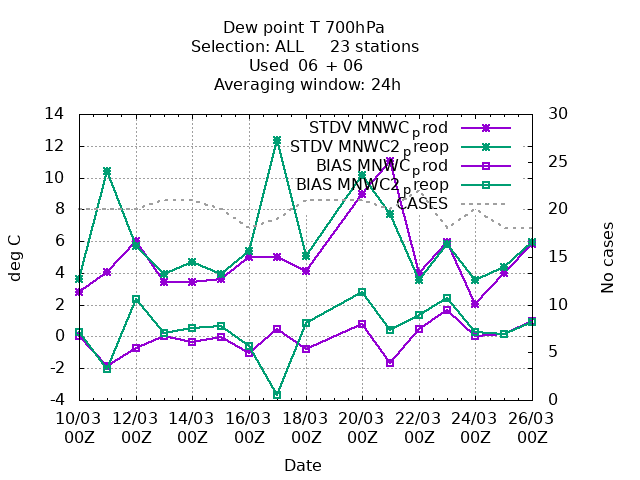 Dew point T 700hPa
Selection: ALL     23 stations
Used  06 + 06
Averaging window: 24h
14
12
10
8
6
4
2
0
-2
-4
30
25
20
15
10
5
0
STDV MNWC_prod
STDV MNWC2_preop
BIAS MNWC_prod
BIAS MNWC2_preop
CASES
deg C
No cases
10/03 12/03 14/03 16/03 18/03 20/03 22/03 24/03 26/03
00Z 00Z 00Z 00Z 00Z 00Z 00Z 00Z 00Z
Date